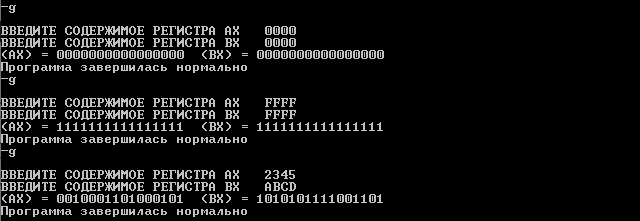 -g
ВВЕДИТЕ СОДЕРЖИМОЕ РЕГИСТРА AX   0000
ВВЕДИТЕ СОДЕРЖИМОЕ РЕГИСТРА BX   0000
(AX) = 0000000000000000  (BX) = 0000000000000000
Программа завершилась нормально
-g
ВВЕДИТЕ СОДЕРЖИМОЕ РЕГИСТРА AX   FFFF
ВВЕДИТЕ СОДЕРЖИМОЕ РЕГИСТРА BX   FFFF
(AX) = 1111111111111111  (BX) = 1111111111111111
Программа завершилась нормально
-g
ВВЕДИТЕ СОДЕРЖИМОЕ РЕГИСТРА AX   2345
ВВЕДИТЕ СОДЕРЖИМОЕ РЕГИСТРА BX   ABCD
(AX) = 0010001101000101  (BX) = 1010101111001101
Программа завершилась нормально